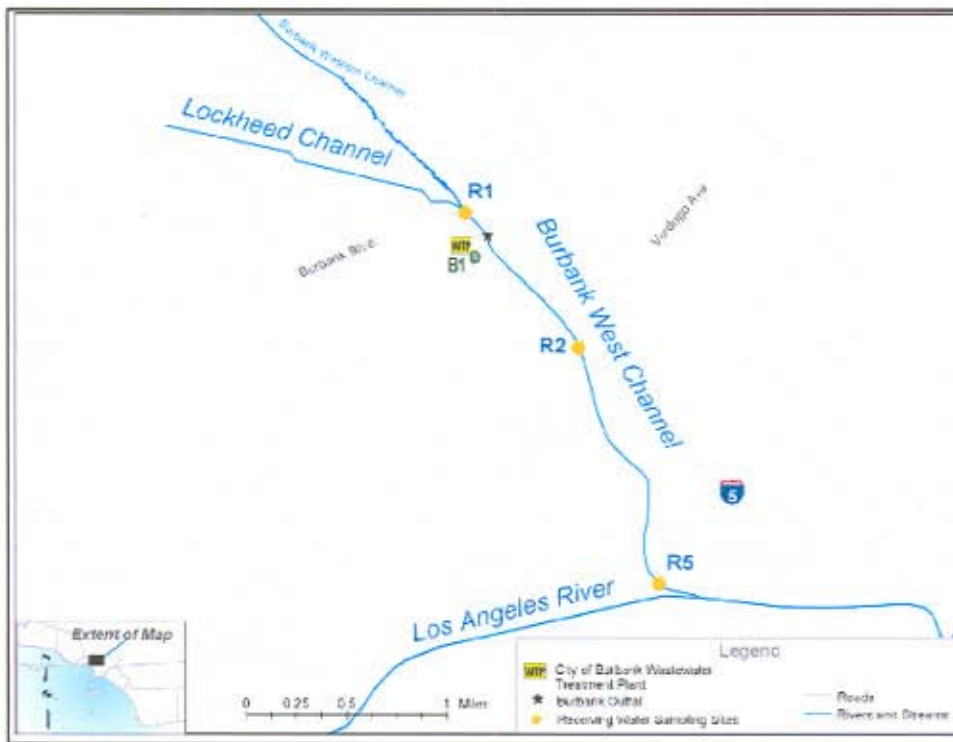 Burbank Western Channel
Lockheed Channel
R1
Burbank Blvd.
WTP
B1
Verdugo Ave
Burbank West Channel
R2
5
R5
Los Angeles River
Extent of Map
0 0.25 0.5 1 Miles
Legend
WTP City of Burbank Wastewater
Treatment Plant
Burbank Outfall
Receiving Water Sampling Sites
Roads
Rivers and Streams